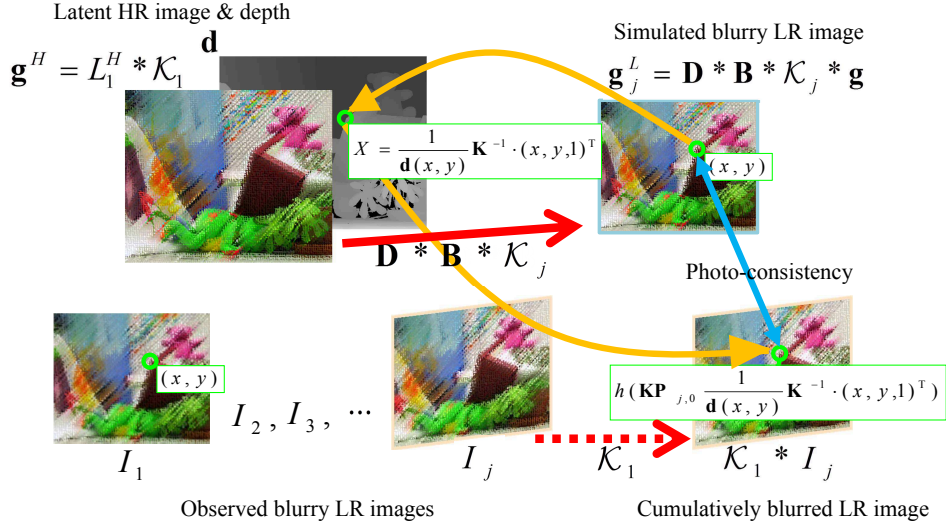 Latent HR image & depth
d
g^H = L_1^H * 𝒦_1
Simulated blurry LR image
g_j^L = D * B * 𝒦_j * g
X = 1/d(x, y) K^{-1} · (x, y, 1)^T
(x, y)
D * B * 𝒦_j
Photo-consistency
(x, y)
h(KP_{j,0} 1/d(x, y) K^{-1} · (x, y, 1)^T)
I_2, I_3, ...
I_1
I_j
𝒦_1
𝒦_1 * I_j
Observed blurry LR images
Cumulatively blurred LR image